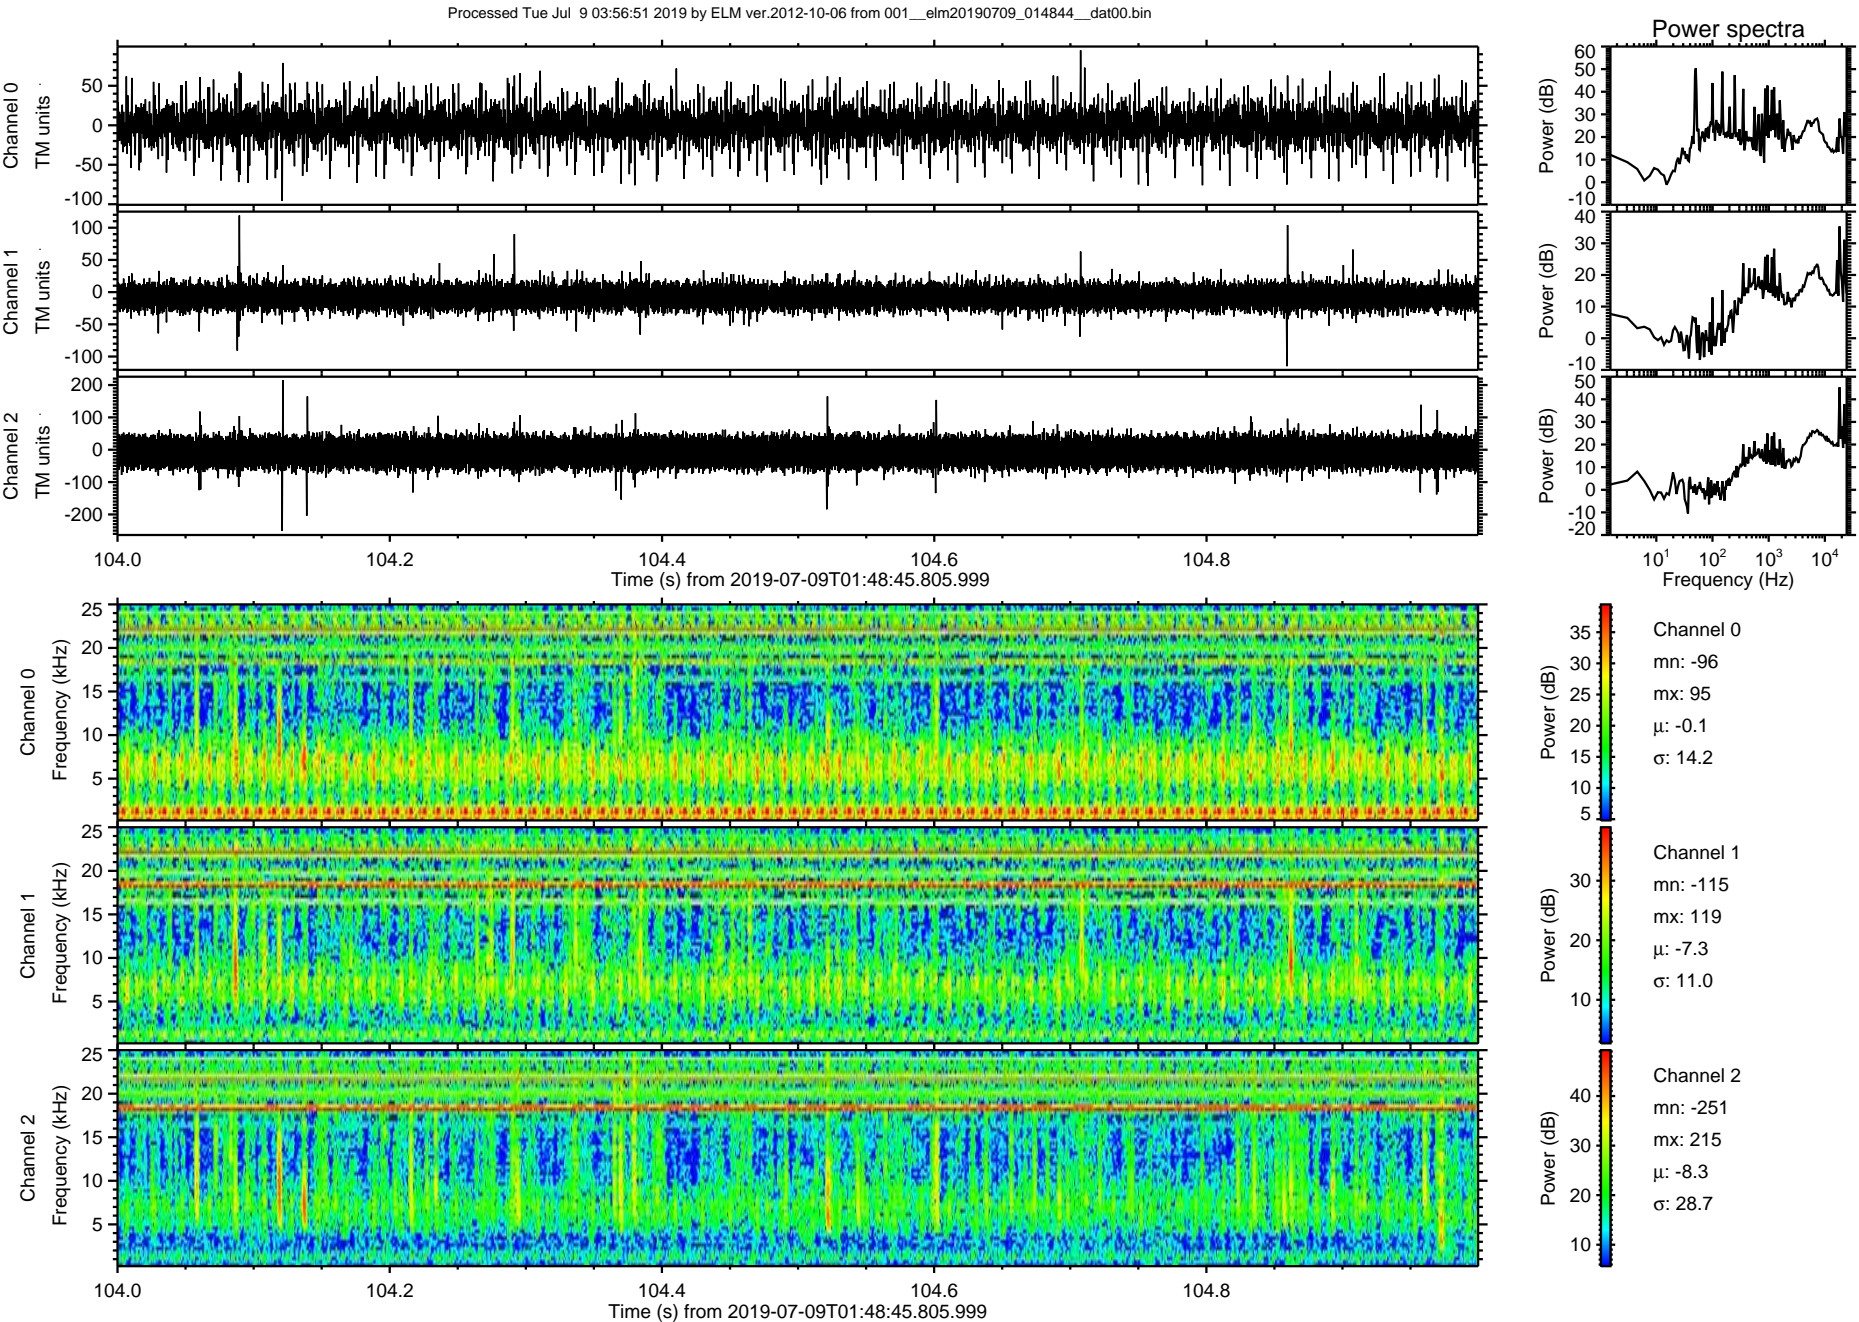 Processed Tue Jul  9 03:56:51 2019 by ELM ver.2012-10-06 from 001__elm20190709_014844__dat00.bin
Power spectra
Channel 0
TM units
50
0
-50
-100
Power (dB)
60
50
40
30
20
10
0
-10
Channel 1
TM units
100
50
0
-50
-100
Power (dB)
40
30
20
10
0
-10
Channel 2
TM units
200
100
0
-100
-200
Power (dB)
50
40
30
20
10
0
-10
-20
104.0 104.2 104.4 104.6 104.8
Time (s) from 2019-07-09T01:48:45.805.999
10^1 10^2 10^3 10^4
Frequency (Hz)
Channel 0
Frequency (kHz)
25
20
15
10
5
Power (dB)
35
30
25
20
15
10
5
Channel 0
mn: -96
mx: 95
μ: -0.1
σ: 14.2
Channel 1
Frequency (kHz)
25
20
15
10
5
Power (dB)
30
20
10
Channel 1
mn: -115
mx: 119
μ: -7.3
σ: 11.0
Channel 2
Frequency (kHz)
25
20
15
10
5
Power (dB)
40
30
20
10
Channel 2
mn: -251
mx: 215
μ: -8.3
σ: 28.7
104.0 104.2 104.4 104.6 104.8
Time (s) from 2019-07-09T01:48:45.805.999